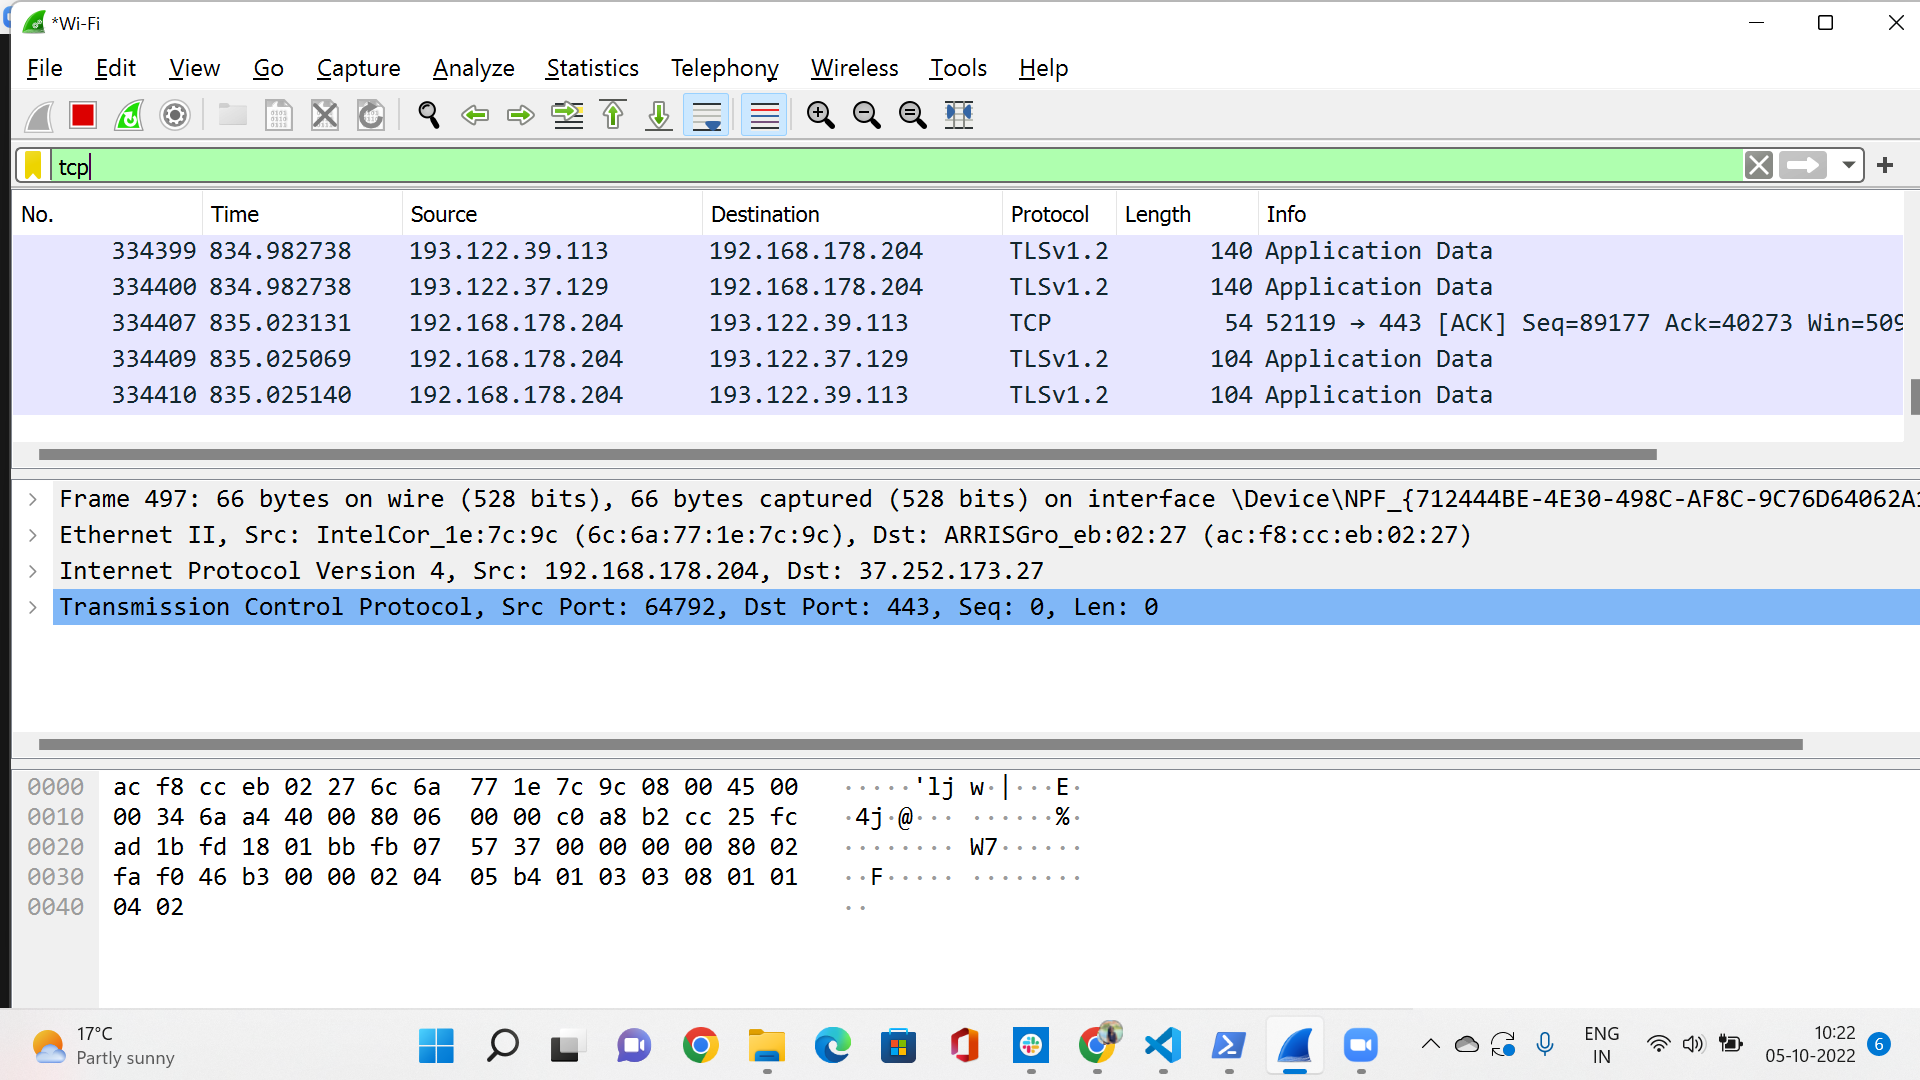 *Wi-Fi
File Edit View Go Capture Analyze Statistics Telephony Wireless Tools Help
tcp
No. Time Source Destination Protocol Length Info
334399 834.982738 193.122.39.113 192.168.178.204 TLSv1.2 140 Application Data
334400 834.982738 193.122.37.129 192.168.178.204 TLSv1.2 140 Application Data
334407 835.023131 192.168.178.204 193.122.39.113 TCP 54 52119 → 443 [ACK] Seq=89177 Ack=40273 Win=509
334409 835.025069 192.168.178.204 193.122.37.129 TLSv1.2 104 Application Data
334410 835.025140 192.168.178.204 193.122.39.113 TLSv1.2 104 Application Data
Frame 497: 66 bytes on wire (528 bits), 66 bytes captured (528 bits) on interface \Device\NPF_{712444BE-4E30-498C-AF8C-9C76D64062A1
Ethernet II, Src: IntelCor_1e:7c:9c (6c:6a:77:1e:7c:9c), Dst: ARRISGro_eb:02:27 (ac:f8:cc:eb:02:27)
Internet Protocol Version 4, Src: 192.168.178.204, Dst: 37.252.173.27
Transmission Control Protocol, Src Port: 64792, Dst Port: 443, Seq: 0, Len: 0
0000 ac f8 cc eb 02 27 6c 6a 77 1e 7c 9c 08 00 45 00 ·····'lj w·|···E·
0010 00 34 6a a4 40 00 80 06 00 00 c0 a8 b2 cc 25 fc ·4j·@··· ······%·
0020 ad 1b fd 18 01 bb fb 07 57 37 00 00 00 00 80 02 ········ W7······
0030 fa f0 46 b3 00 00 02 04 05 b4 01 03 03 08 01 01 ··F····· ········
0040 04 02 ··
17°C
Partly sunny
ENG
IN
10:22
05-10-2022
6